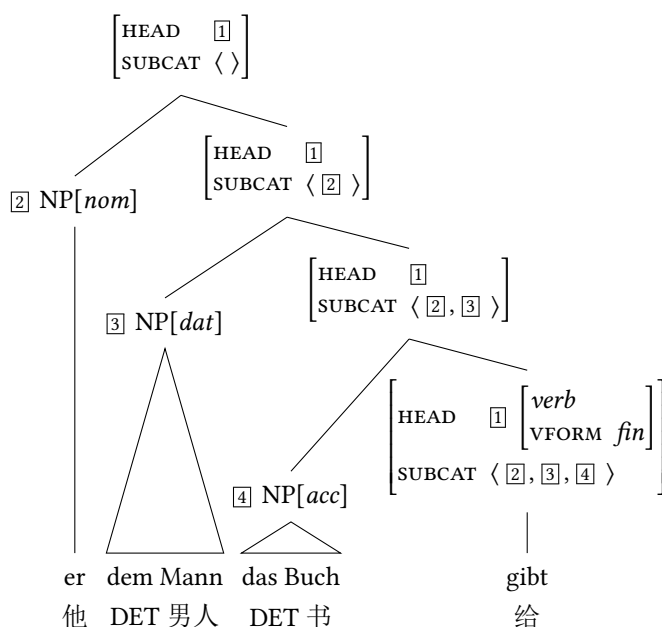 HEAD 1
SUBCAT ⟨ ⟩
HEAD 1
SUBCAT ⟨ 2 ⟩
2 NP[nom]
HEAD 1
SUBCAT ⟨ 2 , 3 ⟩
3 NP[dat]
HEAD 1 verb
VFORM fin
SUBCAT ⟨ 2 , 3 , 4 ⟩
4 NP[acc]
er dem Mann das Buch gibt
他 DET 男人 DET 书 给